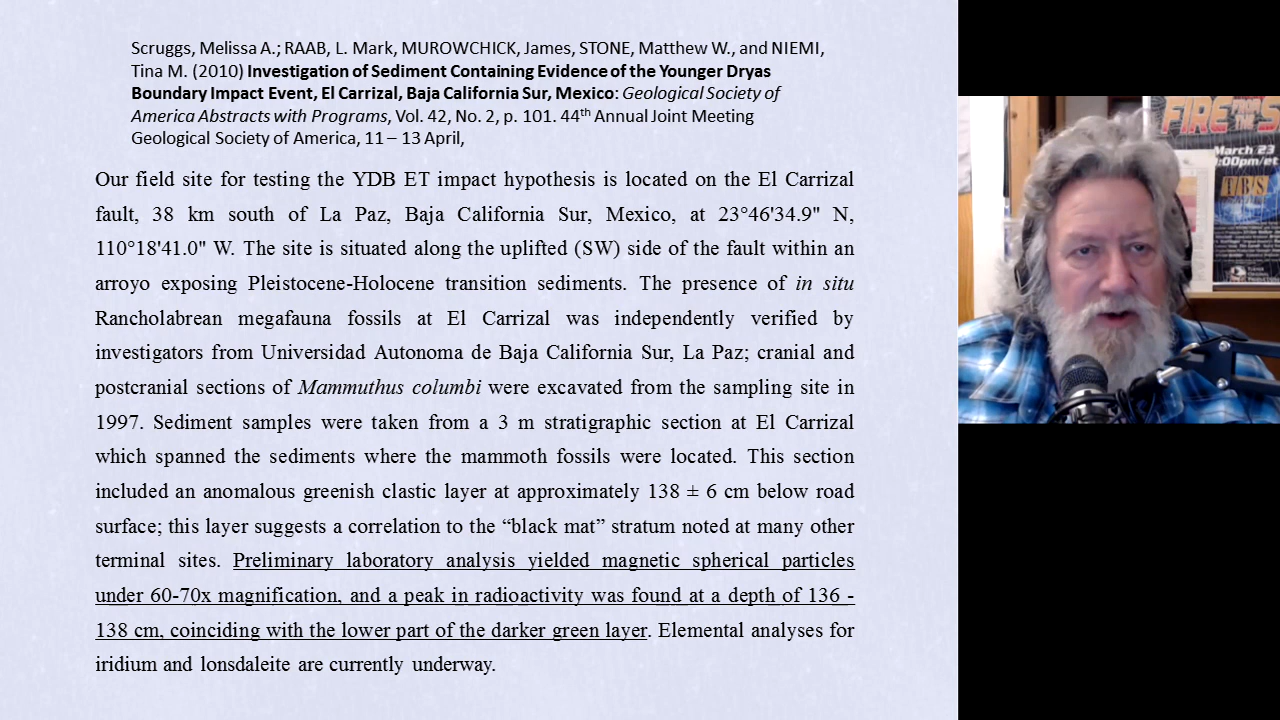 Scruggs, Melissa A.; RAAB, L. Mark, MUROWCHICK, James, STONE, Matthew W., and NIEMI,
Tina M. (2010) Investigation of Sediment Containing Evidence of the Younger Dryas
Boundary Impact Event, El Carrizal, Baja California Sur, Mexico: Geological Society of
America Abstracts with Programs, Vol. 42, No. 2, p. 101. 44th Annual Joint Meeting
Geological Society of America, 11 – 13 April,
Our field site for testing the YDB ET impact hypothesis is located on the El Carrizal
fault, 38 km south of La Paz, Baja California Sur, Mexico, at 23°46'34.9" N,
110°18'41.0" W. The site is situated along the uplifted (SW) side of the fault within an
arroyo exposing Pleistocene-Holocene transition sediments. The presence of in situ
Rancholabrean megafauna fossils at El Carrizal was independently verified by
investigators from Universidad Autonoma de Baja California Sur, La Paz; cranial and
postcranial sections of Mammuthus columbi were excavated from the sampling site in
1997. Sediment samples were taken from a 3 m stratigraphic section at El Carrizal
which spanned the sediments where the mammoth fossils were located. This section
included an anomalous greenish clastic layer at approximately 138 ± 6 cm below road
surface; this layer suggests a correlation to the “black mat” stratum noted at many other
terminal sites. Preliminary laboratory analysis yielded magnetic spherical particles
under 60-70x magnification, and a peak in radioactivity was found at a depth of 136 -
138 cm, coinciding with the lower part of the darker green layer. Elemental analyses for
iridium and lonsdaleite are currently underway.
FIRE FROM THE
March 23
:00pm/et
TBS